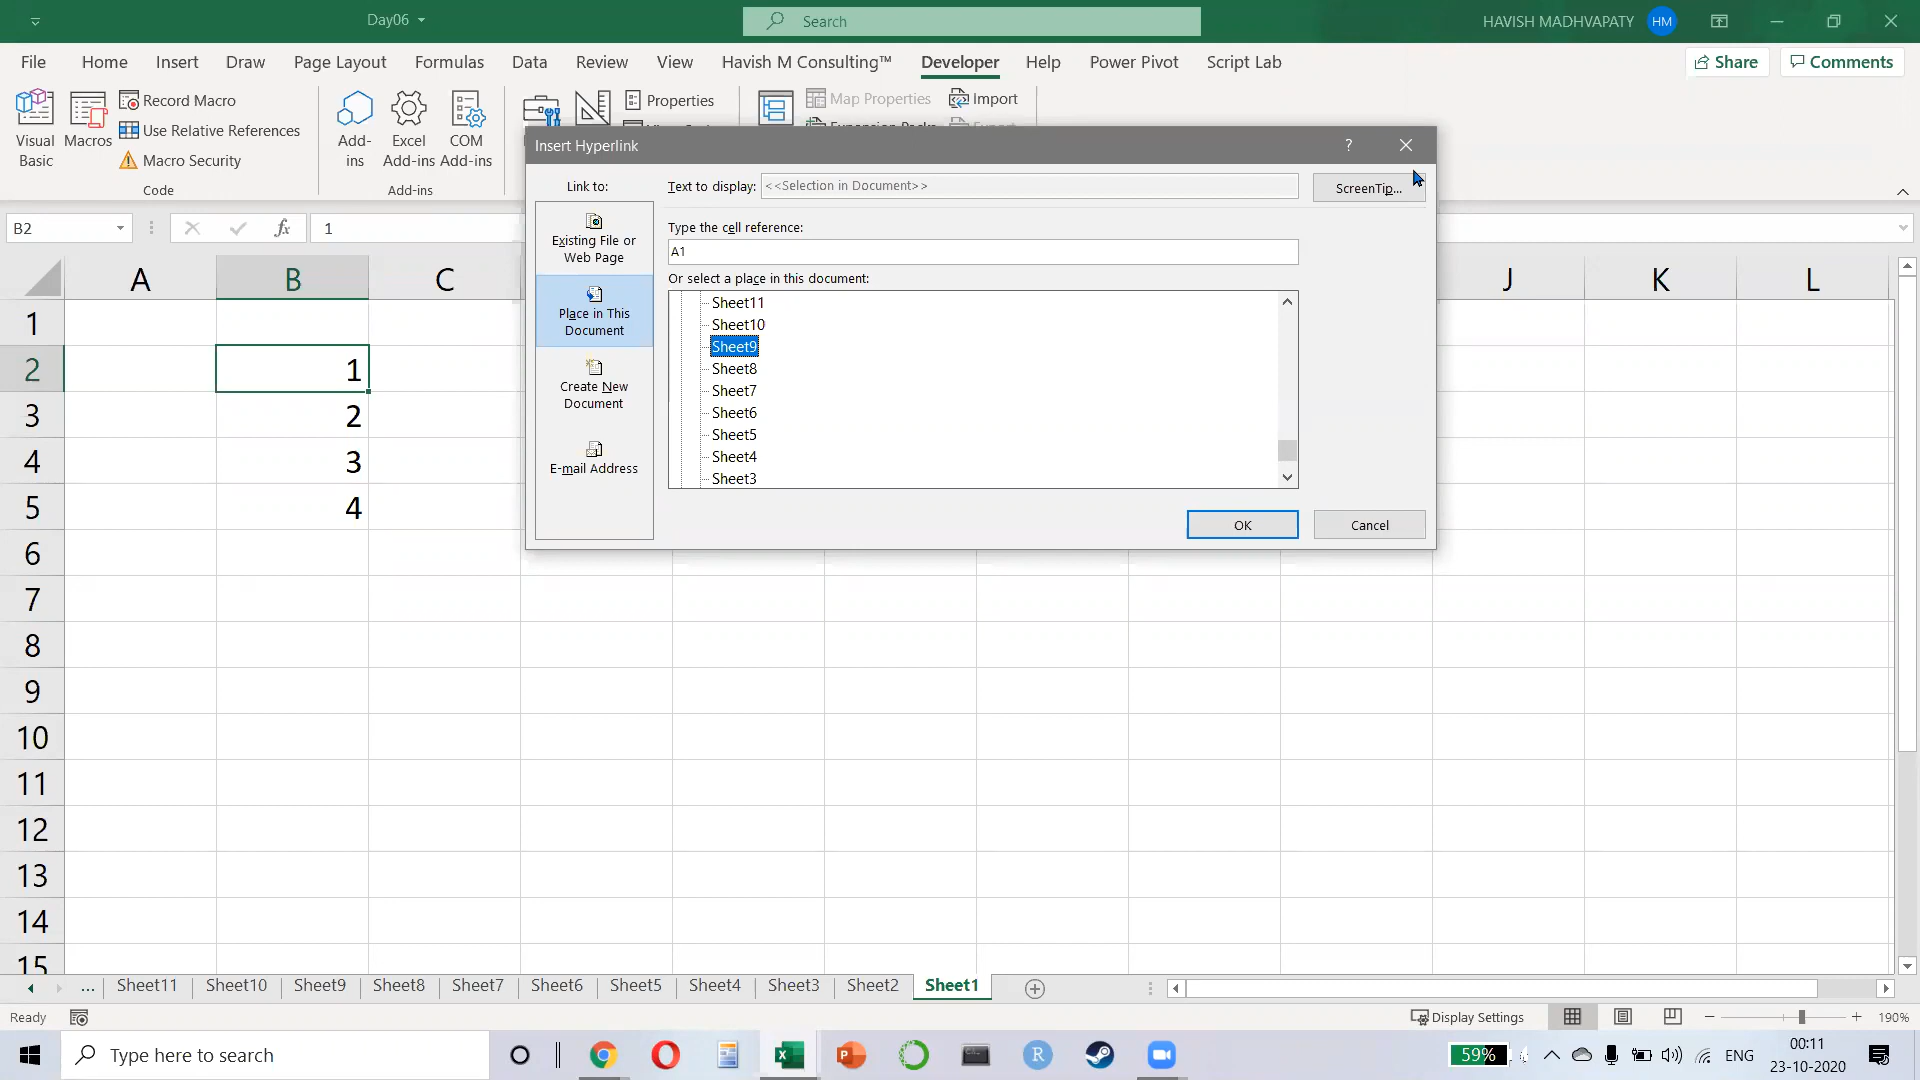 Day06
Search
HAVISH MADHVAPATY
HM
File
Home
Insert
Draw
Page Layout
Formulas
Data
Review
View
Havish M Consulting™
Developer
Help
Power Pivot
Script Lab
Share
Comments
Visual
Basic
Macros
Record Macro
Use Relative References
Macro Security
Code
Add-
ins
Excel
Add-ins
COM
Add-ins
Add-ins
Properties
Map Properties
Import
Insert Hyperlink
?
Link to:
Text to display:
<<Selection in Document>>
ScreenTip...
Existing File or
Web Page
Place in This
Document
Create New
Document
E-mail Address
Type the cell reference:
A1
Or select a place in this document:
Sheet11
Sheet10
Sheet9
Sheet8
Sheet7
Sheet6
Sheet5
Sheet4
Sheet3
OK
Cancel
B2
fx
1
A
B
C
J
K
L
1
2
1
3
2
4
3
5
4
6
7
8
9
10
11
12
13
14
15
...
Sheet11
Sheet10
Sheet9
Sheet8
Sheet7
Sheet6
Sheet5
Sheet4
Sheet3
Sheet2
Sheet1
Ready
Display Settings
190%
Type here to search
R
59%
ENG
00:11
23-10-2020